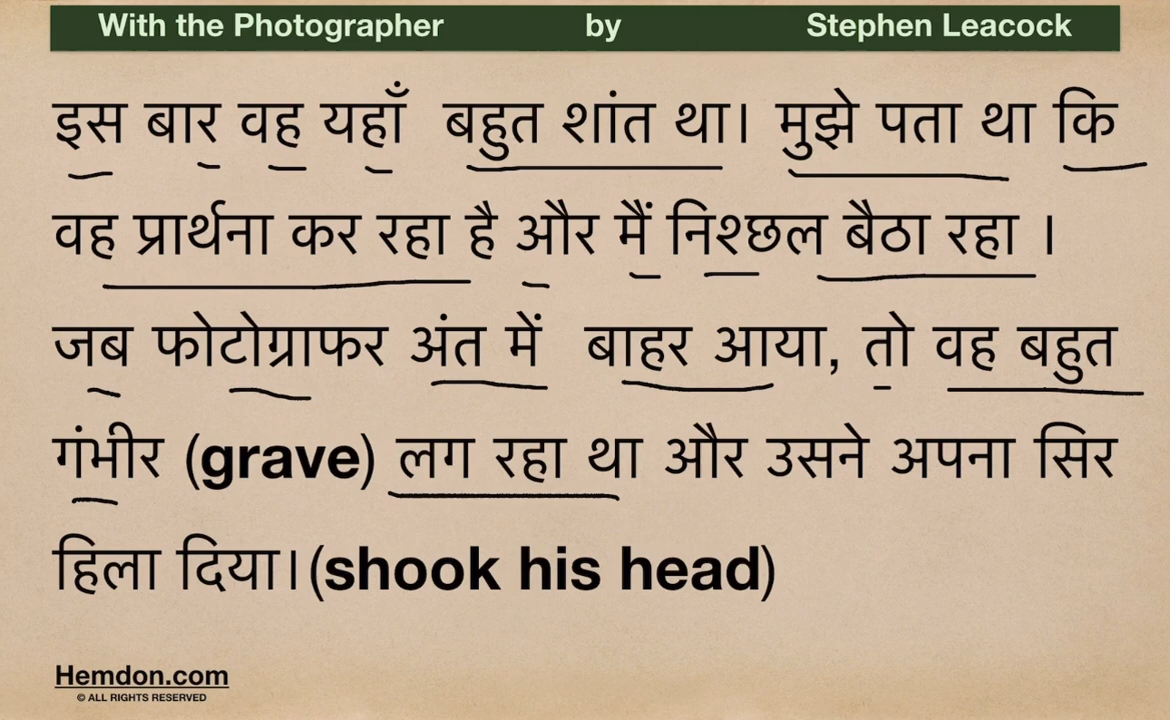 With the Photographer by Stephen Leacock
इस बार वह यहाँ बहुत शांत था। मुझे पता था कि
वह प्रार्थना कर रहा है और मैं निश्छल बैठा रहा ।
जब फोटोग्राफर अंत में बाहर आया, तो वह बहुत
गंभीर (grave) लग रहा था और उसने अपना सिर
हिला दिया।(shook his head)
Hemdon.com
© ALL RIGHTS RESERVED